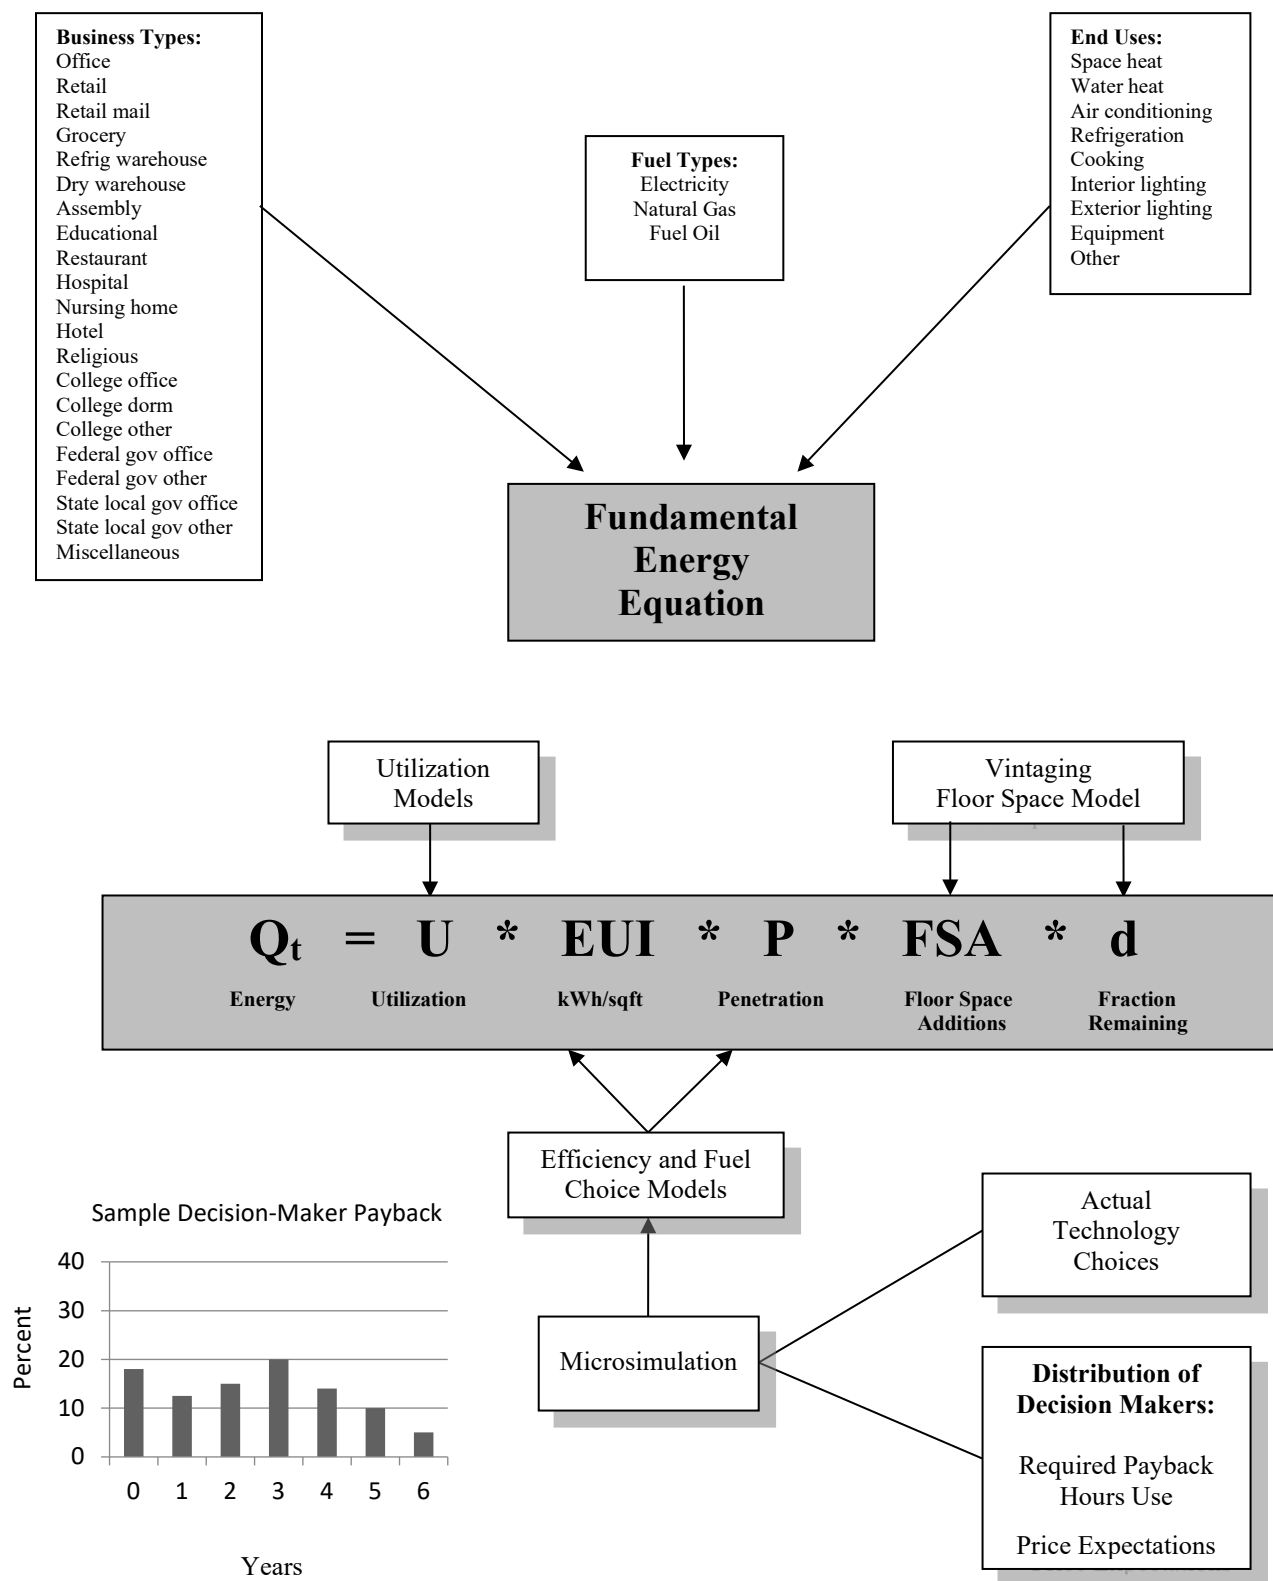 Business Types:
Office
Retail
Retail mail
Grocery
Refrig warehouse
Dry warehouse
Assembly
Educational
Restaurant
Hospital
Nursing home
Hotel
Religious
College office
College dorm
College other
Federal gov office
Federal gov other
State local gov office
State local gov other
Miscellaneous
Fuel Types:
Electricity
Natural Gas
Fuel Oil
End Uses:
Space heat
Water heat
Air conditioning
Refrigeration
Cooking
Interior lighting
Exterior lighting
Equipment
Other
Fundamental
Energy
Equation
Utilization
Models
Vintaging
Floor Space Model
Qt = U * EUI * P * FSA * d
Energy Utilization kWh/sqft Penetration Floor Space Fraction
Additions Remaining
Efficiency and Fuel
Choice Models
Microsimulation
Actual
Technology
Choices
Distribution of
Decision Makers:
Required Payback
Hours Use
Price Expectations
Sample Decision-Maker Payback
Percent
40
30
20
10
0
0 1 2 3 4 5 6
Years